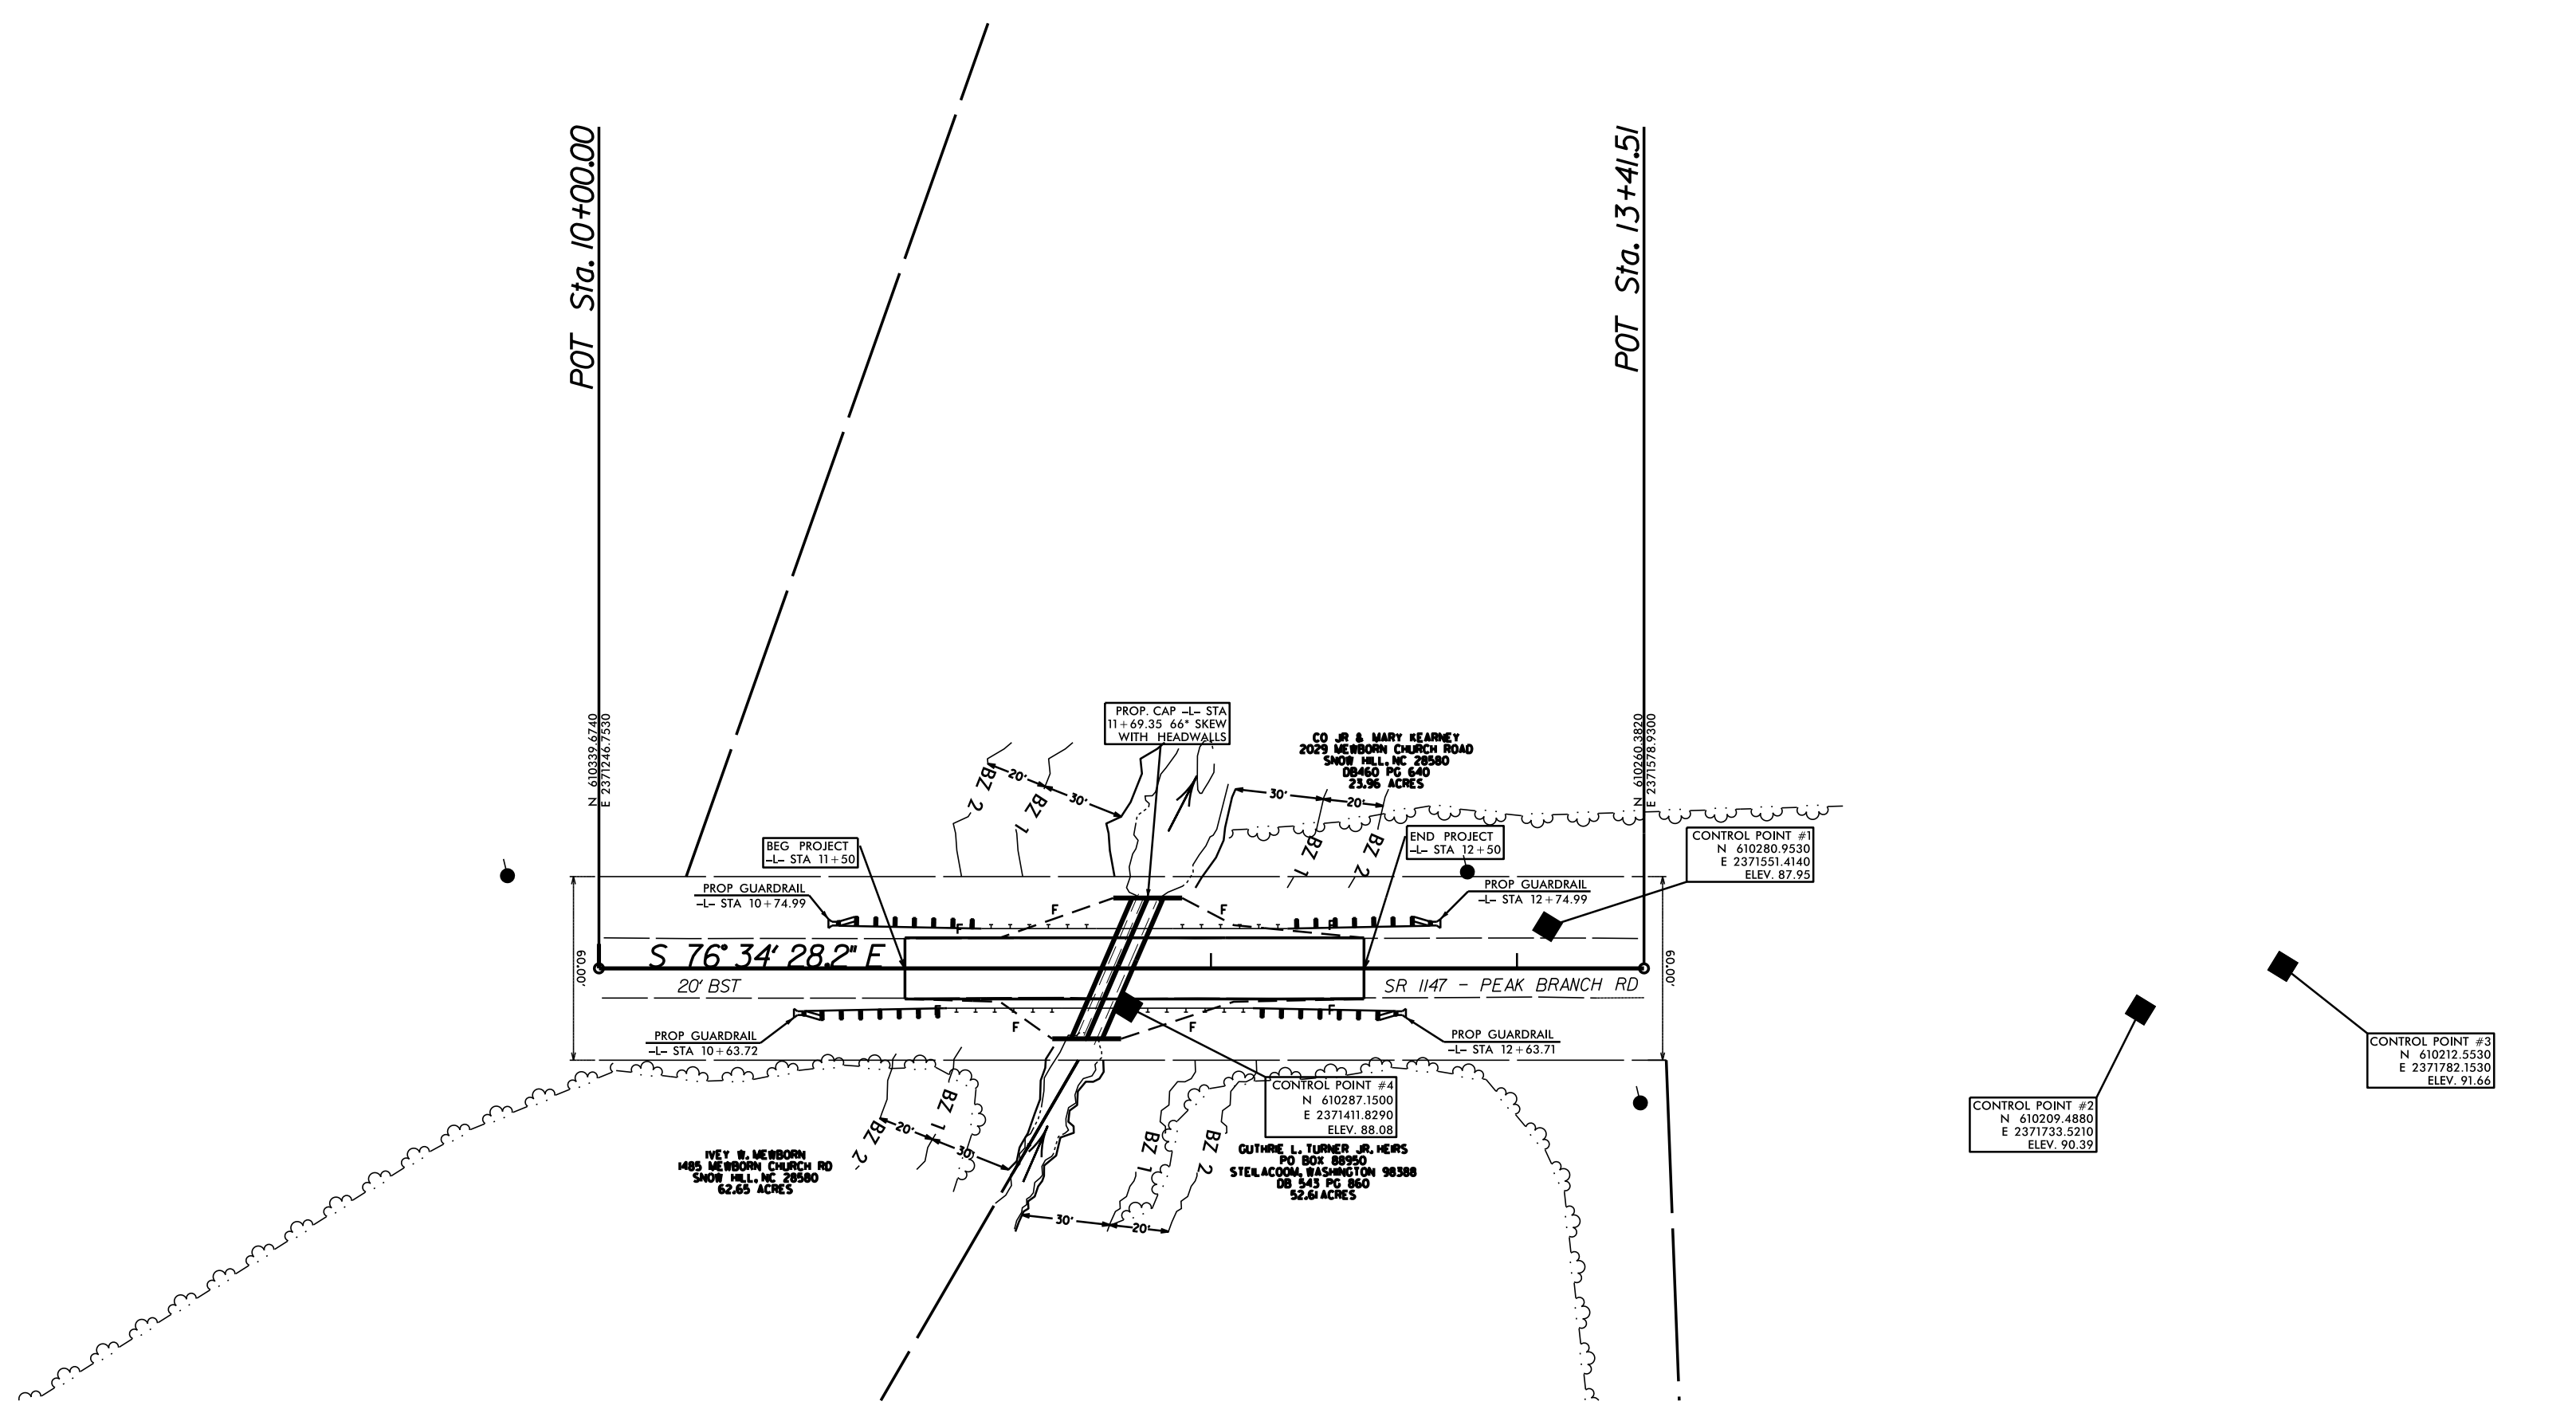 POT Sta. 10+00.00
POT Sta. 13+41.51
N 610339.6740
E 2371246.7530
N 610260.3820
E 2371578.9300
PROP. CAP -L- STA
11+69.35 66° SKEW
WITH HEADWALLS
CO JR & MARY KEARNEY
2029 MEWBORN CHURCH ROAD
SNOW HILL, NC 28580
DB460 PG 640
23.96 ACRES
BZ 2
20'
BZ 1
30'
30'
20'
BZ 1
BZ 2
BEG PROJECT
-L- STA 11+50
END PROJECT
-L- STA 12+50
CONTROL POINT #1
N 610280.9530
E 2371551.4140
ELEV. 87.95
PROP GUARDRAIL
-L- STA 10+74.99
PROP GUARDRAIL
-L- STA 12+74.99
F
F
F
F
S 76° 34' 28.2" E
20' BST
SR 1147 - PEAK BRANCH RD
60.00'
60.00'
F
F
F
PROP GUARDRAIL
-L- STA 10+63.72
PROP GUARDRAIL
-L- STA 12+63.71
CONTROL POINT #3
N 610212.5530
E 2371782.1530
ELEV. 91.66
CONTROL POINT #4
N 610287.1500
E 2371411.8290
ELEV. 88.08
CONTROL POINT #2
N 610209.4880
E 2371733.5210
ELEV. 90.39
BZ 1
BZ 2
20'
30'
BZ 1
BZ 2
IVEY W. MEWBORN
1485 MEWBORN CHURCH RD
SNOW HILL, NC 28580
62.65 ACRES
GUTHRIE L. TURNER JR. HEIRS
PO BOX 88950
STEILACOOM, WASHINGTON 98388
DB 543 PG 860
52.61 ACRES
30'
20'